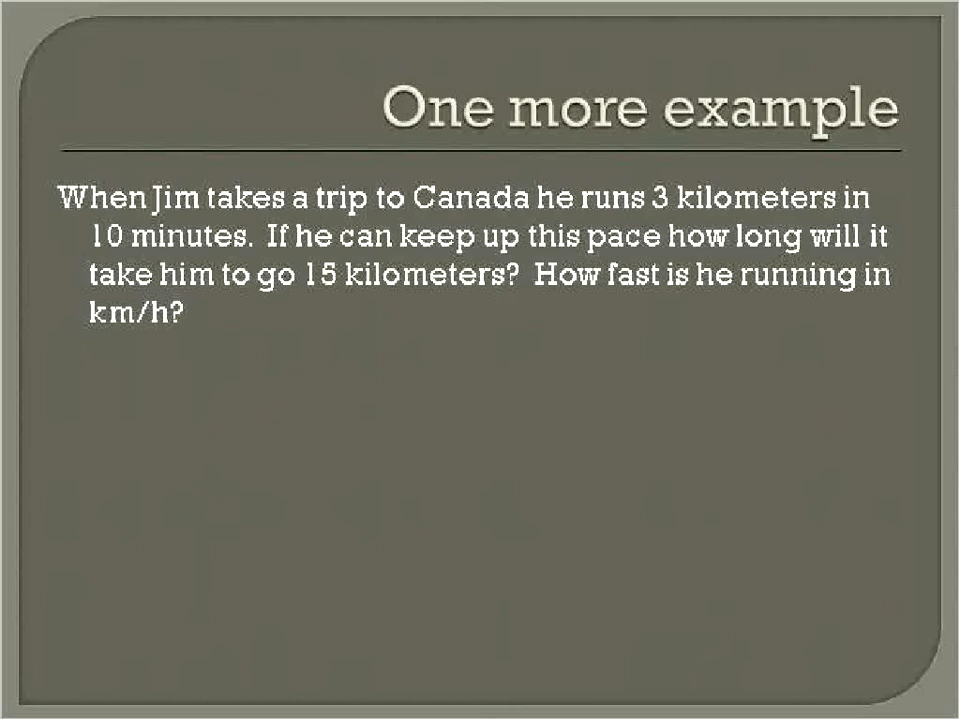 One more example
When Jim takes a trip to Canada he runs 3 kilometers in
10 minutes. If he can keep up this pace how long will it
take him to go 15 kilometers? How fast is he running in
km/h?